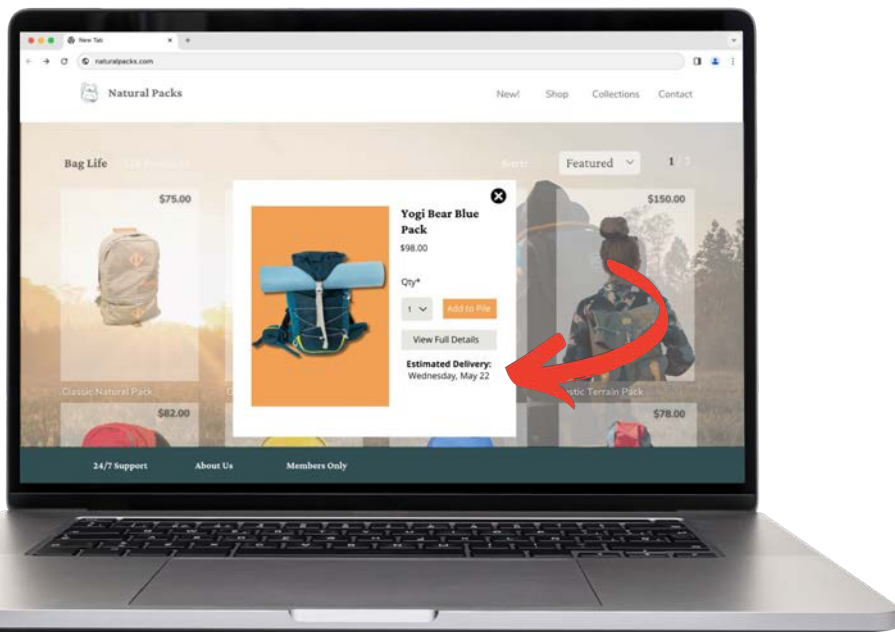 New Tab
naturalpacks.com
Natural Packs
New!
Shop
Collections
Contact
Bag Life
Featured
1 / 3
$75.00
$150.00
Yogi Bear Blue
Pack
$98.00
Qty*
1
Add to Pile
View Full Details
Estimated Delivery:
Wednesday, May 22
Classic Natural Pack
Terrain Pack
$82.00
$78.00
24/7 Support
About Us
Members Only